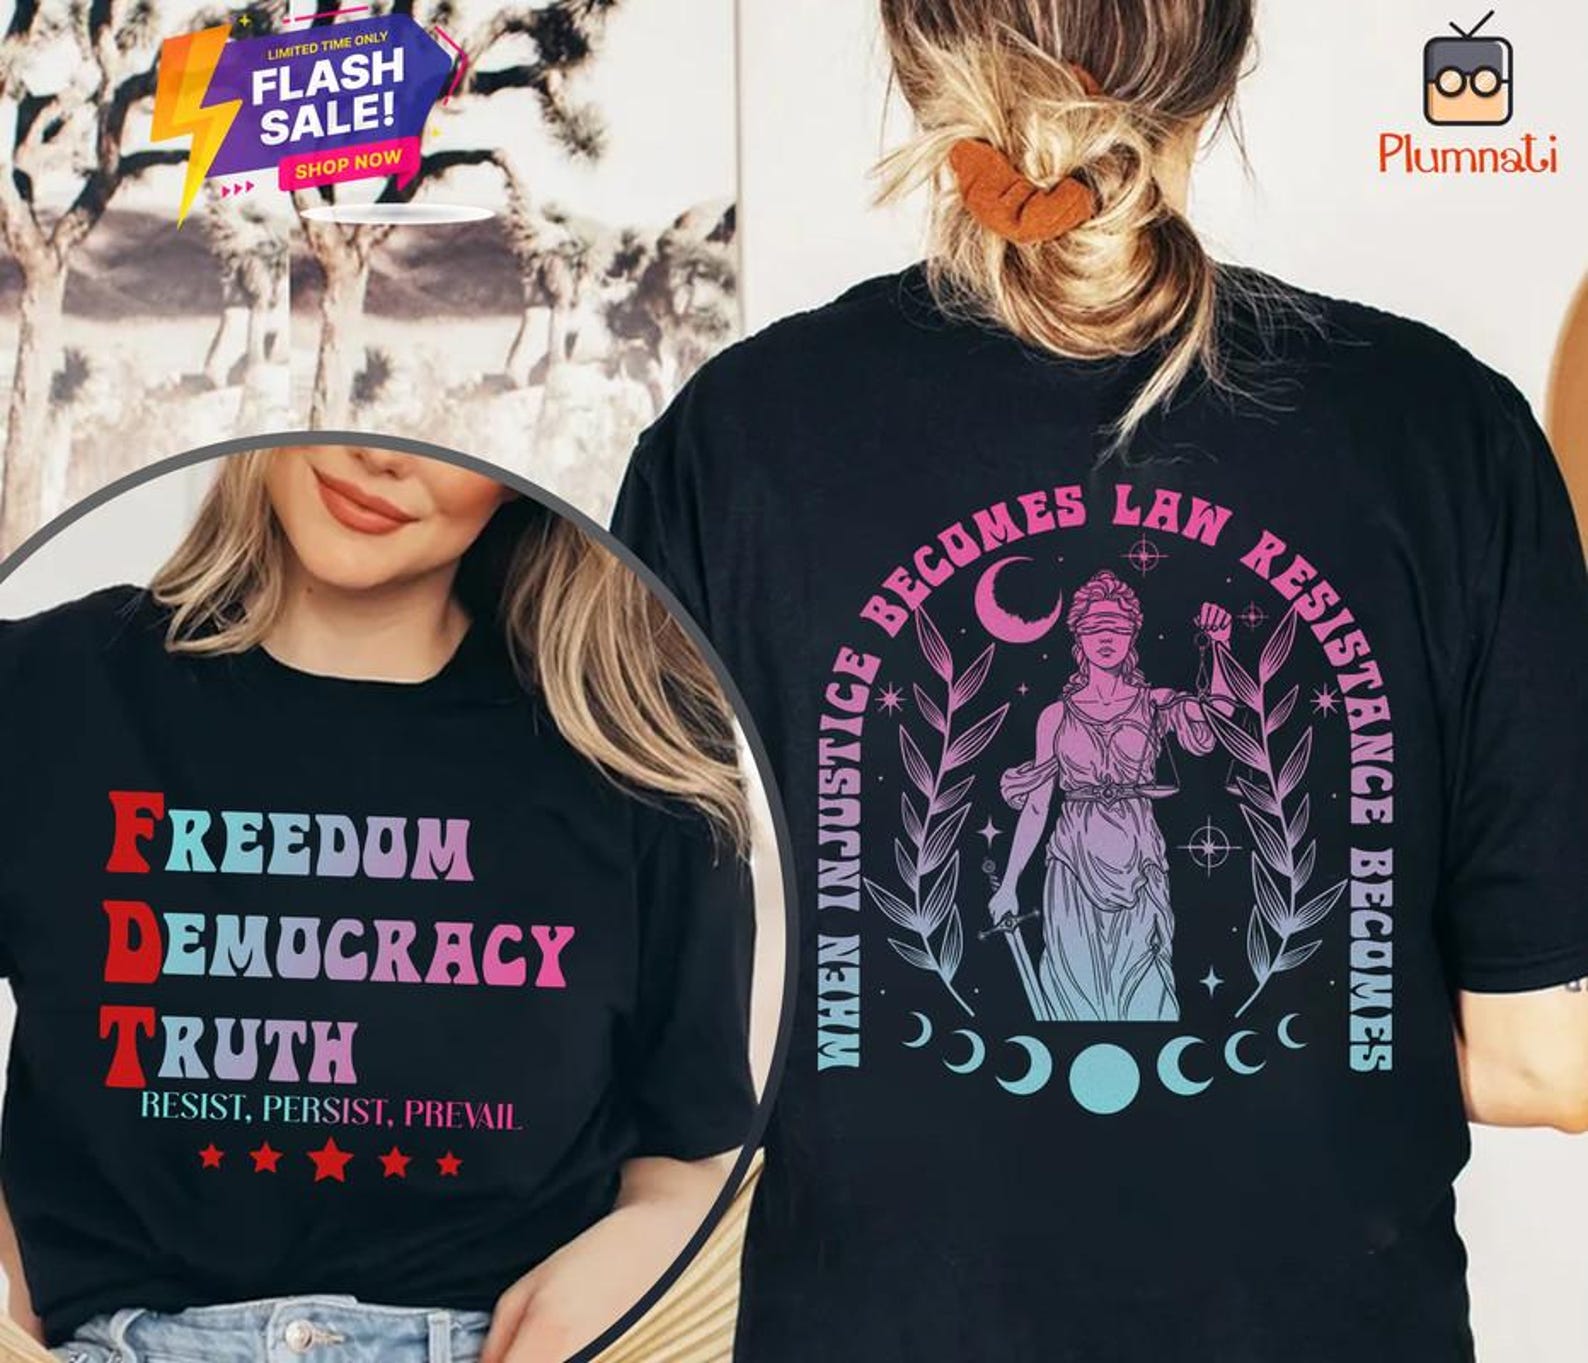 LIMITED TIME ONLY
FLASH
SALE!
SHOP NOW
Plumnati
FREEDOM
DEMOCRACY
TRUTH
RESIST, PERSIST, PREVAIL
WHEN INJUSTICE BECOMES LAW RESISTANCE BECOMES